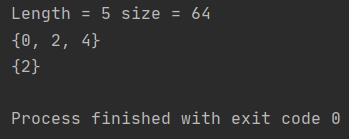 Length = 5 size = 64
{0, 2, 4}
{2}
Process finished with exit code 0